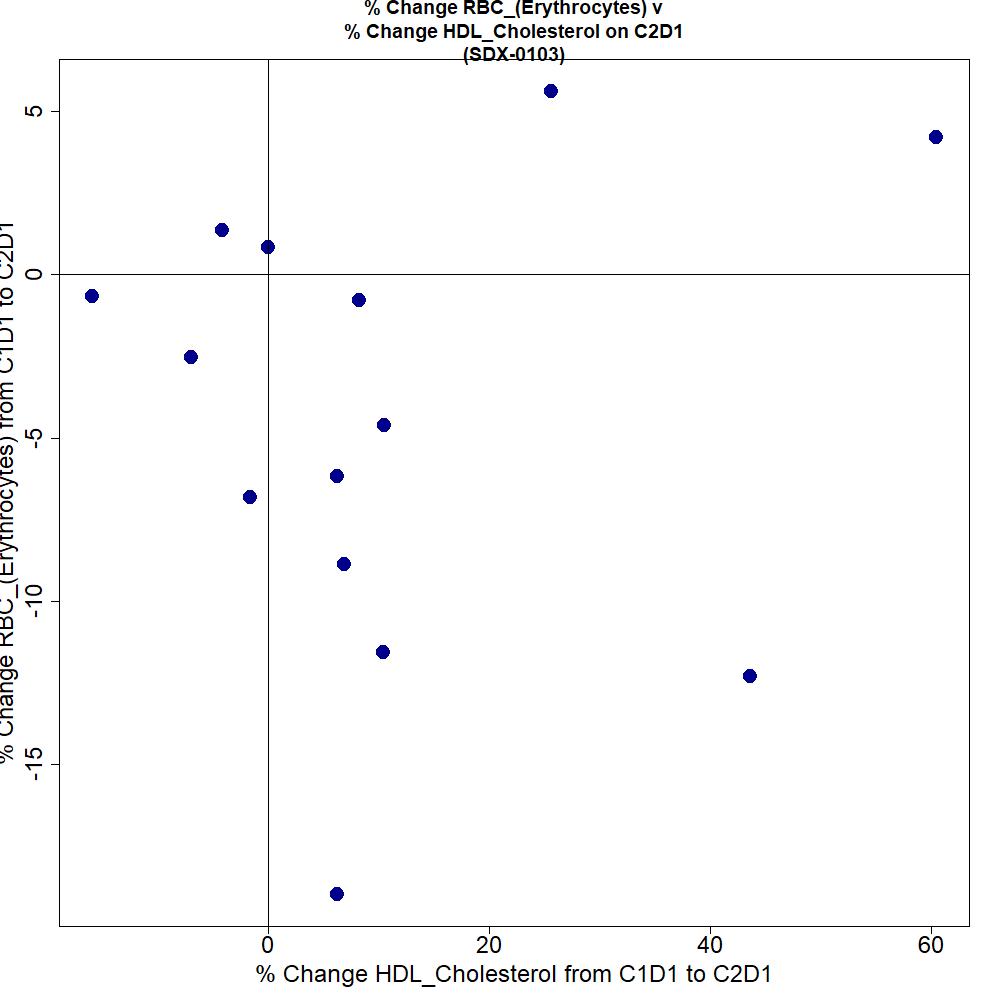 % Change RBC_(Erythrocytes) v
% Change HDL_Cholesterol on C2D1
(SDX-0103)
% Change RBC_(Erythrocytes) from C1D1 to C2D1
5
0
-5
-10
-15
0 20 40 60
% Change HDL_Cholesterol from C1D1 to C2D1